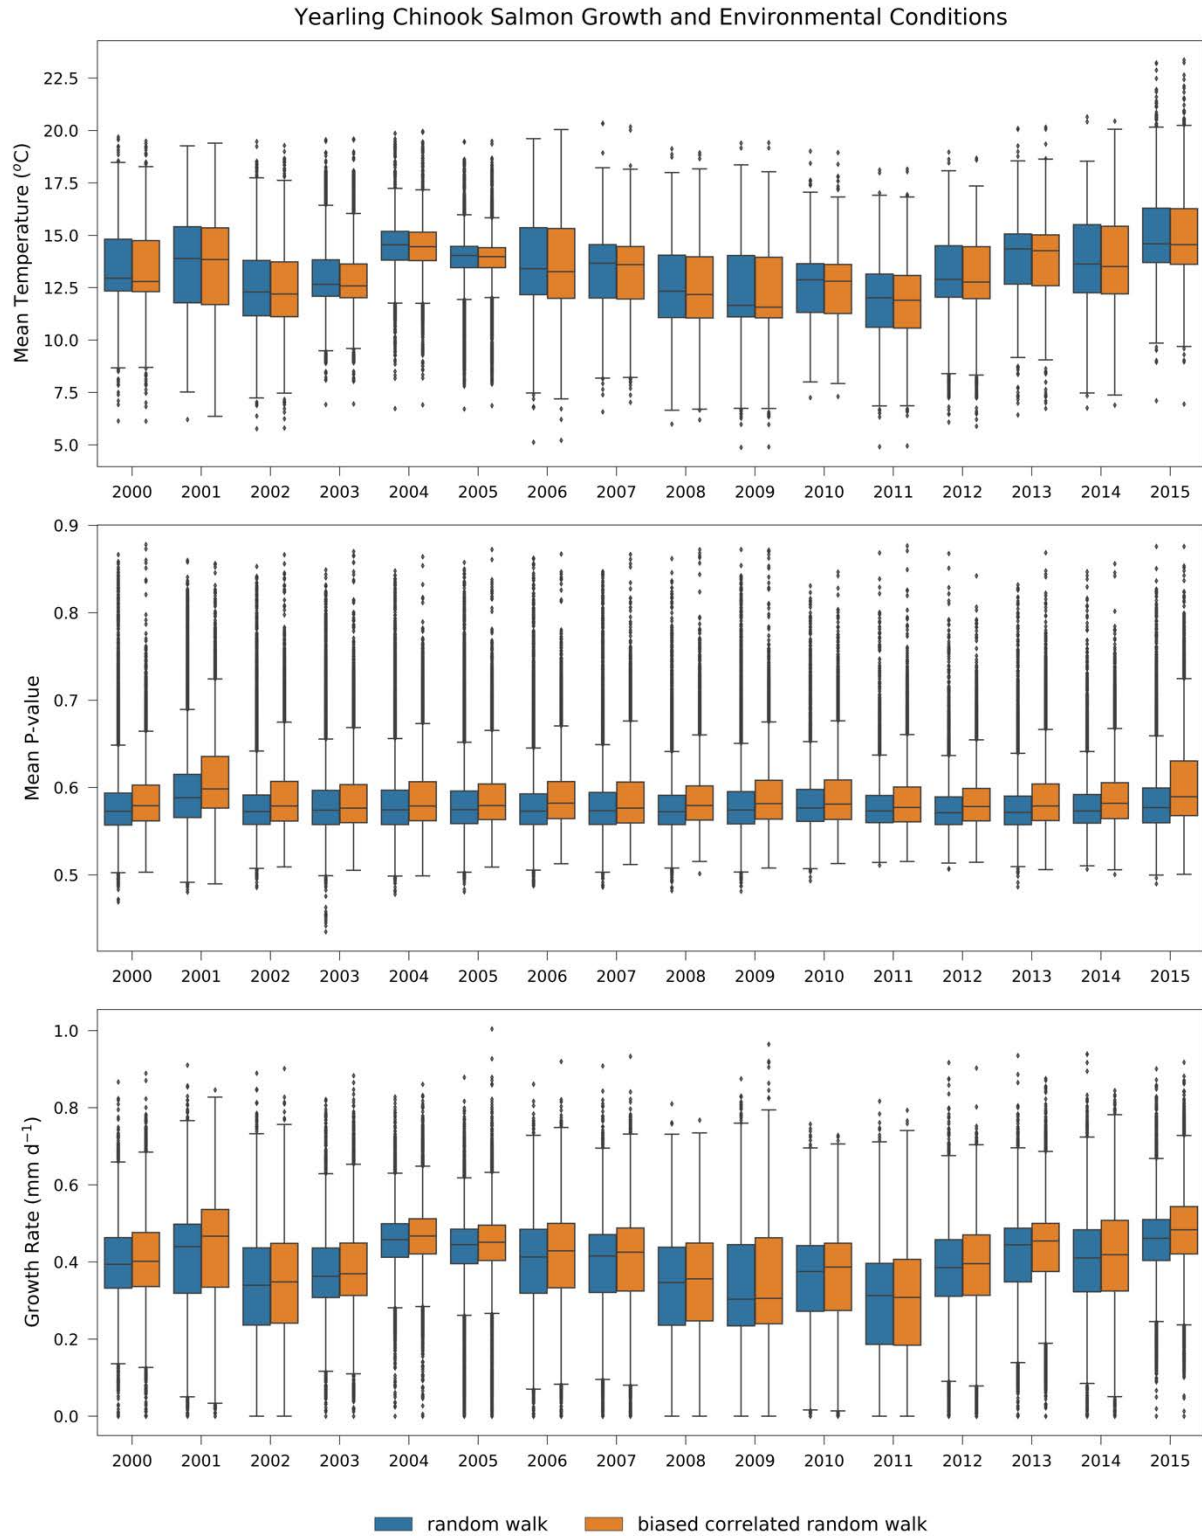 Yearling Chinook Salmon Growth and Environmental Conditions
Mean Temperature (°C)
22.5
20.0
17.5
15.0
12.5
10.0
7.5
5.0
2000 2001 2002 2003 2004 2005 2006 2007 2008 2009 2010 2011 2012 2013 2014 2015
Mean P-value
0.9
0.8
0.7
0.6
0.5
2000 2001 2002 2003 2004 2005 2006 2007 2008 2009 2010 2011 2012 2013 2014 2015
Growth Rate (mm d⁻¹)
1.0
0.8
0.6
0.4
0.2
0.0
2000 2001 2002 2003 2004 2005 2006 2007 2008 2009 2010 2011 2012 2013 2014 2015
random walk biased correlated random walk